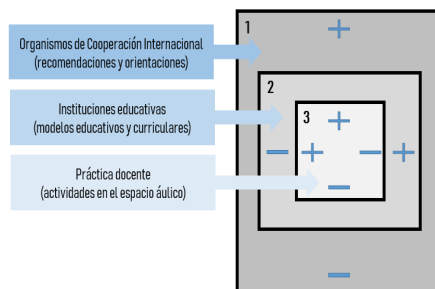 Organismos de Cooperación Internacional
(recomendaciones y orientaciones)
Instituciones educativas
(modelos educativos y curriculares)
Práctica docente
(actividades en el espacio áulico)
1
+
2
3
+
− + − +
−
−